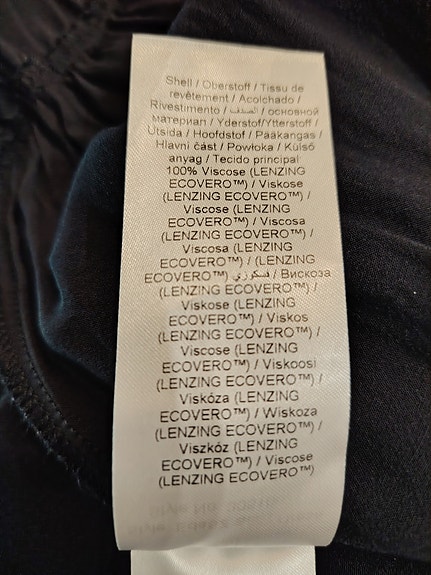 Shell / Oberstoff / Tissu de
revêtement / Acolchado /
Rivestimento / الصدف / основной
материал / Yderstof/Ytterstoff /
Utsida / Hoofdstof / Pääkangas /
Hlavní část / Powłoka / Külső
anyag / Tecido principal
100% Viscose (LENZING
ECOVERO™) / Viskose
(LENZING ECOVERO™) /
Viscose (LENZING
ECOVERO™) / Viscosa
(LENZING ECOVERO™) /
Viscosa (LENZING
ECOVERO™) / (LENZING
ECOVERO™) فسكوزي / Вискоза
(LENZING ECOVERO™) /
Viskose (LENZING
ECOVERO™) / Viskos
(LENZING ECOVERO™) /
Viscose (LENZING
ECOVERO™) / Viskoosi
(LENZING ECOVERO™) /
Viskóza (LENZING
ECOVERO™) / Wiskoza
(LENZING ECOVERO™) /
Viszkóz (LENZING
ECOVERO™) / Viscose
(LENZING ECOVERO™)